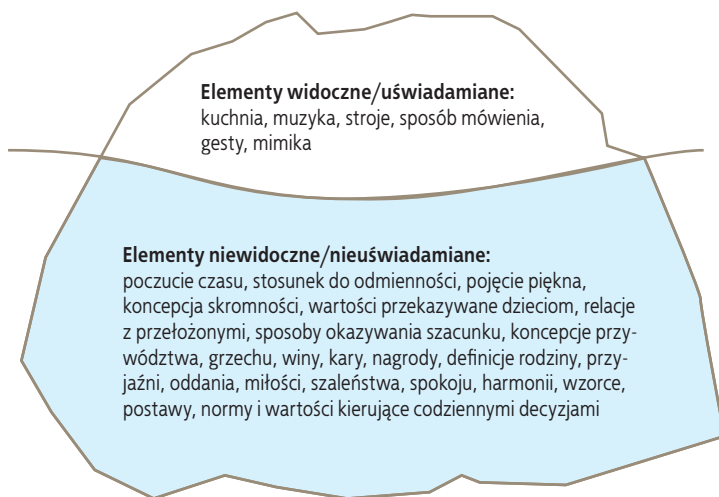 Elementy widoczne/uświadamiane:
kuchnia, muzyka, stroje, sposób mówienia,
gesty, mimika
Elementy niewidoczne/nieuświadamiane:
poczucie czasu, stosunek do odmienności, pojęcie piękna,
koncepcja skromności, wartości przekazywane dzieciom, relacje
z przełożonymi, sposoby okazywania szacunku, koncepcje przy-
wództwa, grzechu, winy, kary, nagrody, definicje rodziny, przy-
jaźni, oddania, miłości, szaleństwa, spokoju, harmonii, wzorce,
postawy, normy i wartości kierujące codziennymi decyzjami